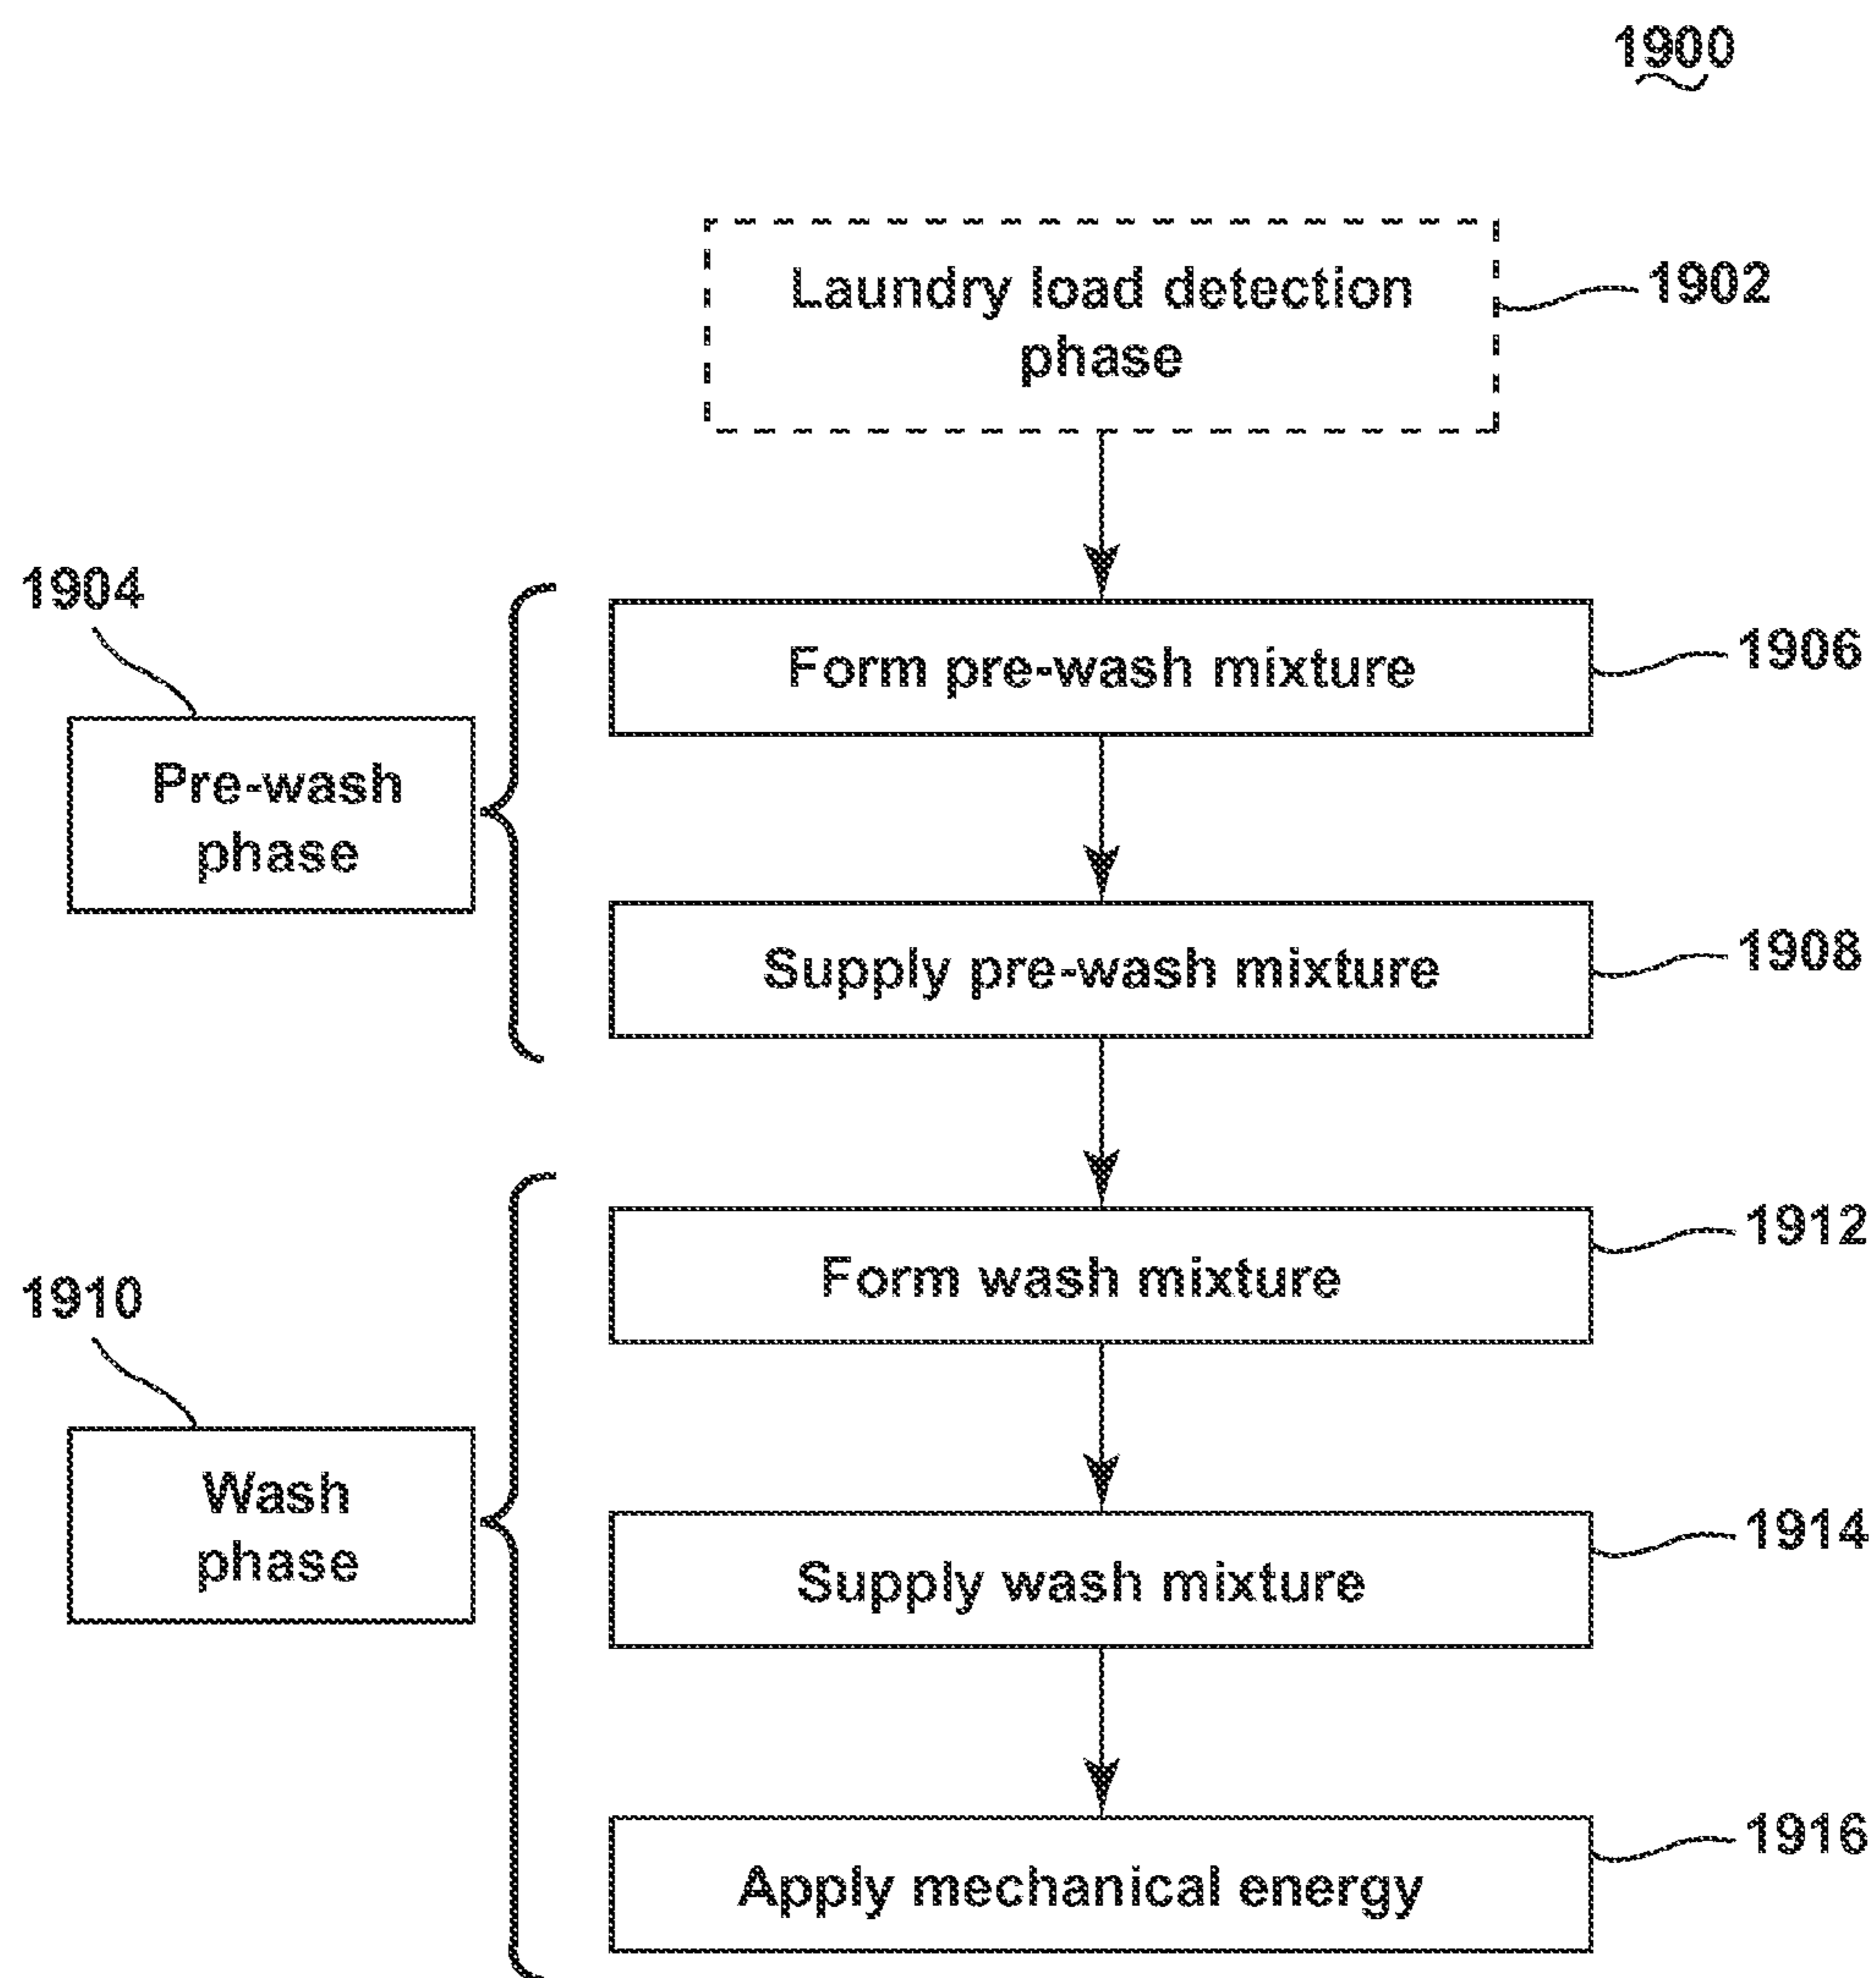 1900
Laundry load detection
phase
1902
1904
Pre-wash
phase
Form pre-wash mixture
1906
Supply pre-wash mixture
1908
1910
Wash
phase
Form wash mixture
1912
Supply wash mixture
1914
Apply mechanical energy
1916